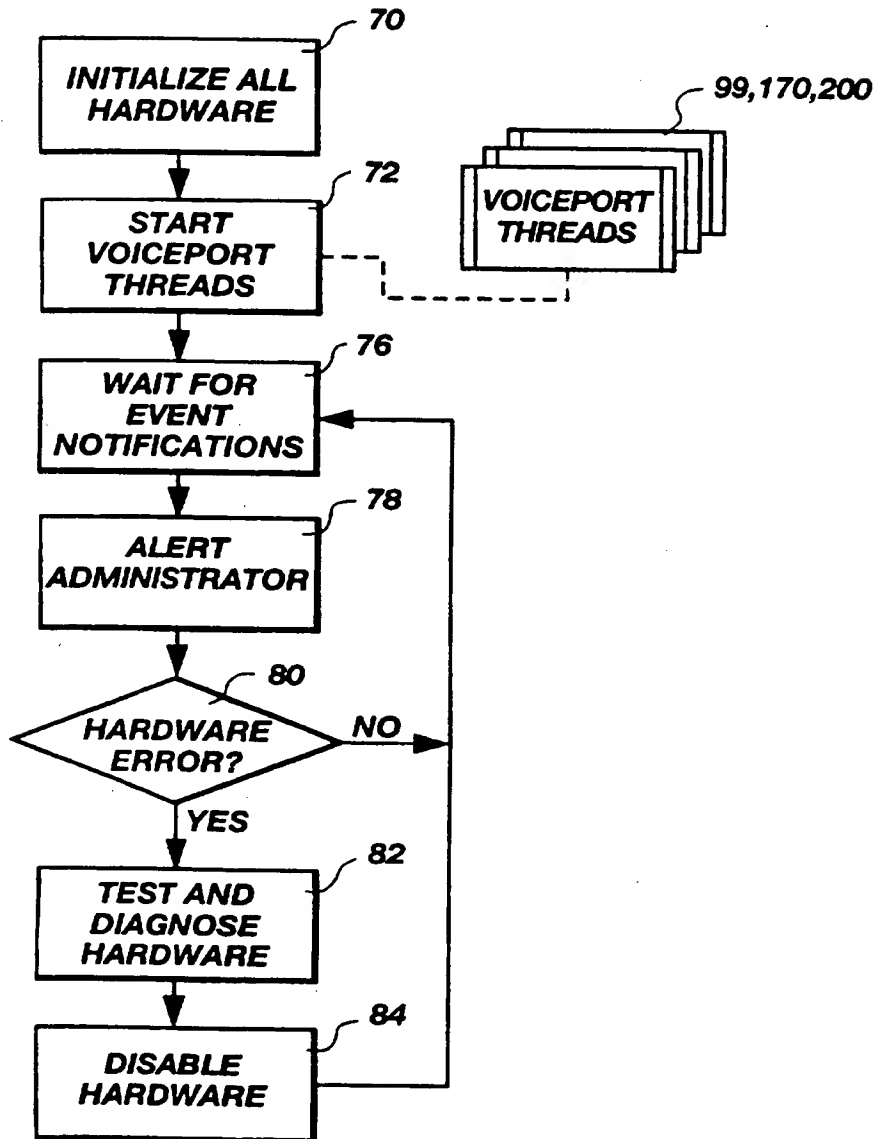 70
INITIALIZE ALL
HARDWARE
99,170,200
VOICEPORT
THREADS
72
START
VOICEPORT
THREADS
76
WAIT FOR
EVENT
NOTIFICATIONS
78
ALERT
ADMINISTRATOR
80
HARDWARE
ERROR?
NO
YES
82
TEST AND
DIAGNOSE
HARDWARE
84
DISABLE
HARDWARE